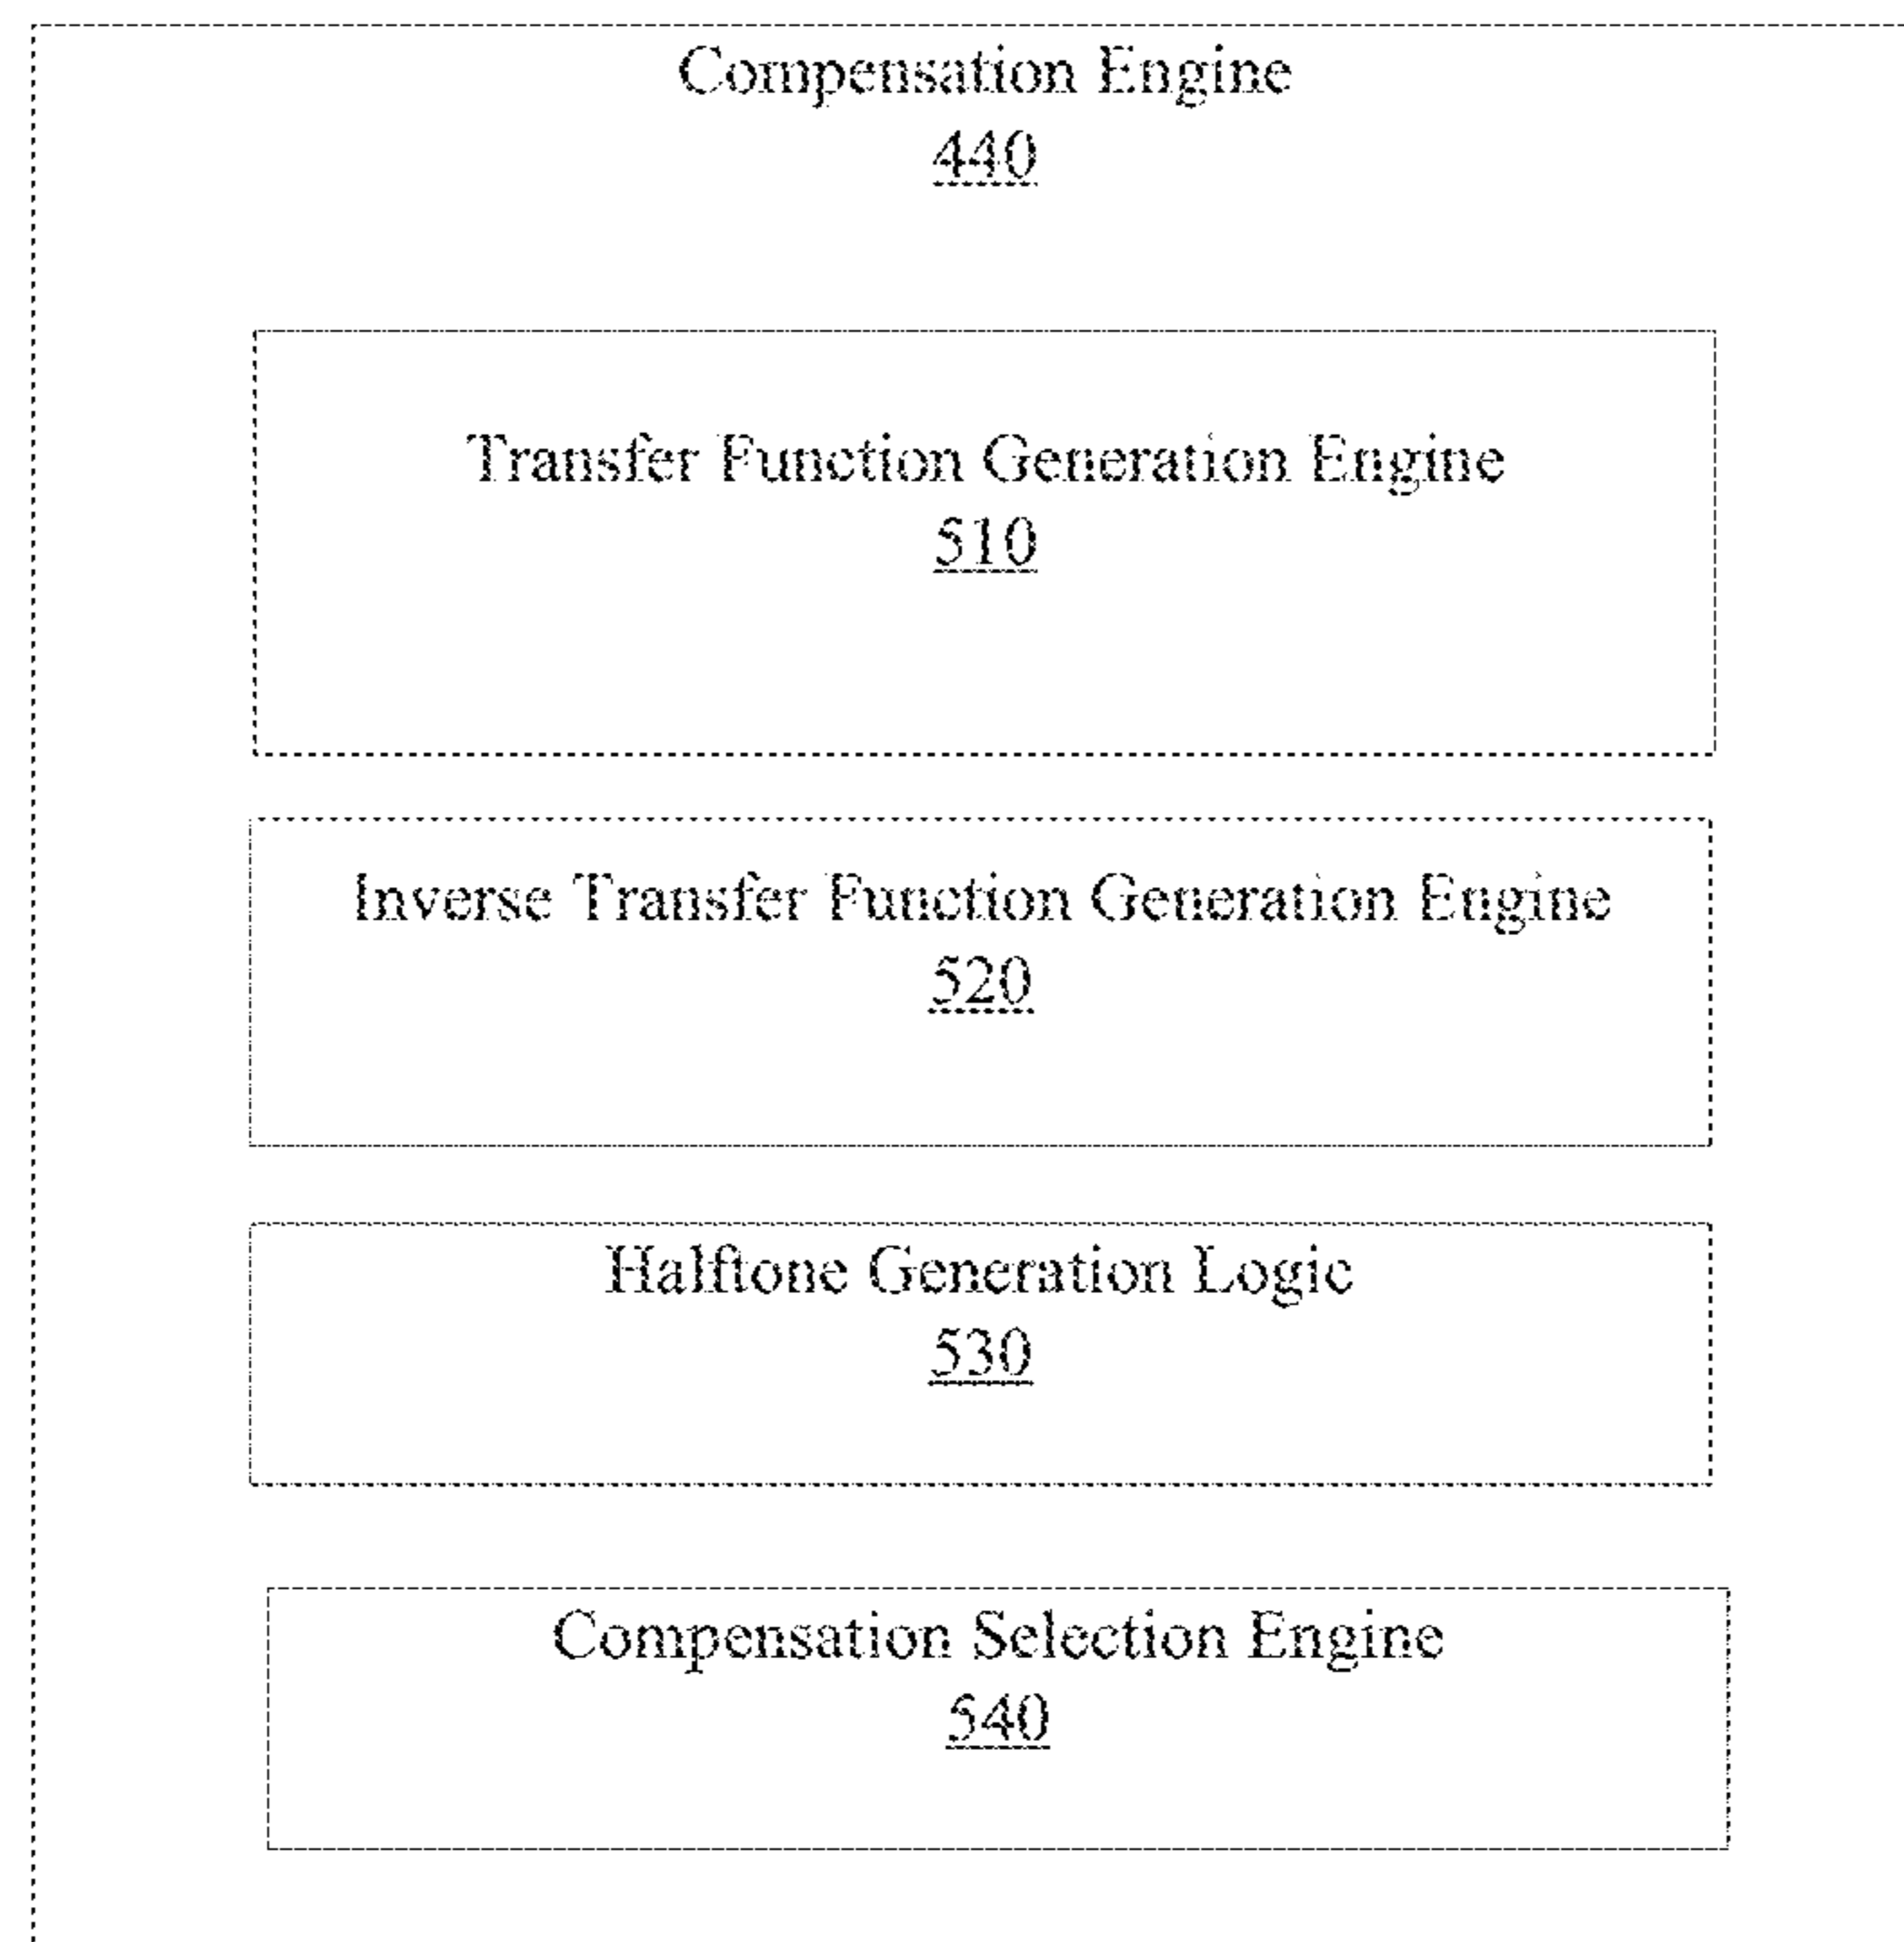 Compensation Engine
440
Transfer Function Generation Engine
510
Inverse Transfer Function Generation Engine
520
Halftone Generation Logic
530
Compensation Selection Engine
540